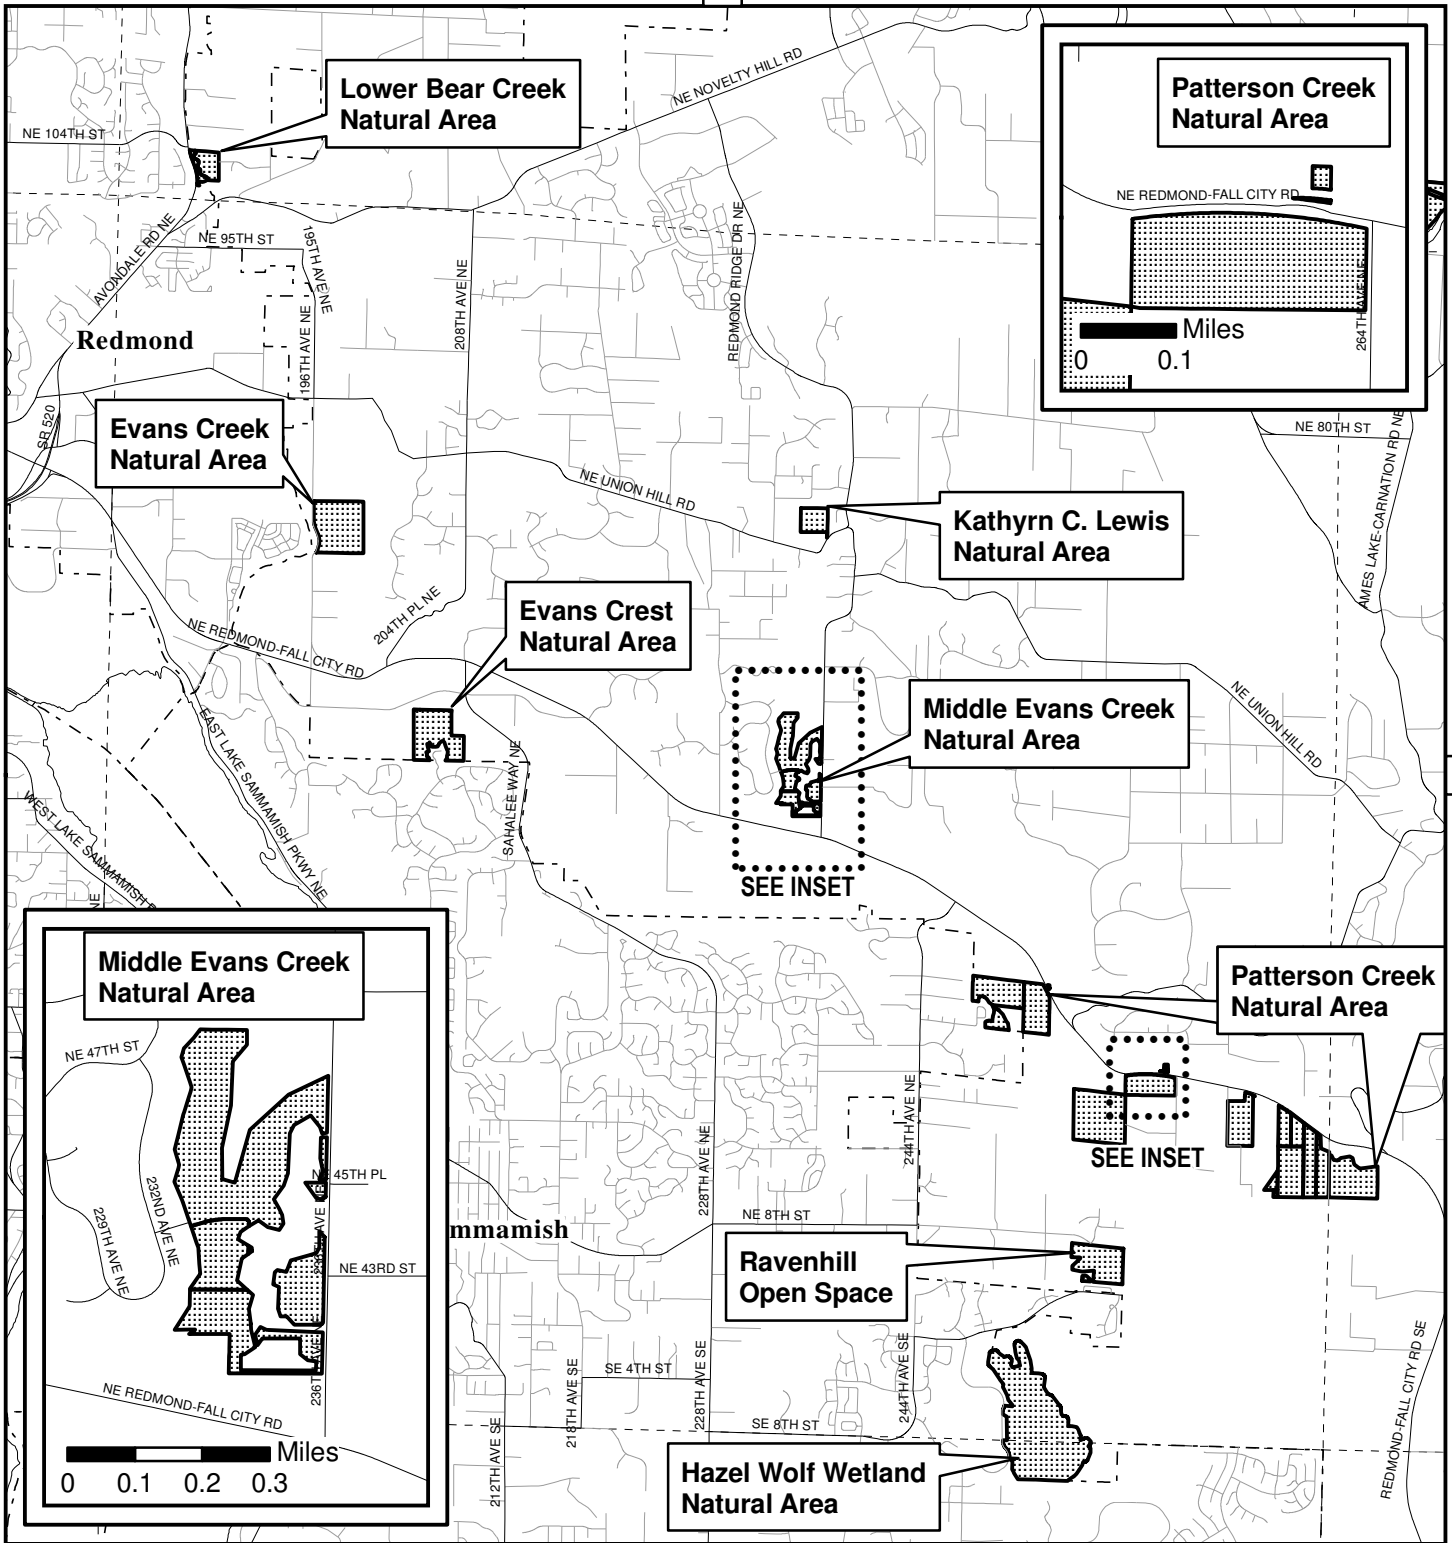 Lower Bear Creek
Natural Area
NE NOVELTY HILL RD
Patterson Creek
Natural Area
NE 104TH ST
NE REDMOND-FALL CITY RD
AVONDALE RD NE
NE 95TH ST
195TH AVE NE
208TH AVE NE
REDMOND RIDGE DR NE
264TH AVE NE
Redmond
196TH AVE NE
Miles
0
0.1
SR 520
Evans Creek
Natural Area
NE 80TH ST
AMES LAKE-CARNATION RD NE
NE UNION HILL RD
Kathyrn C. Lewis
Natural Area
204TH PL NE
Evans Crest
Natural Area
NE REDMOND-FALL CITY RD
Middle Evans Creek
Natural Area
NE UNION HILL RD
EAST LAKE SAMMAMISH PKWY NE
SAHALEE WAY NE
WEST LAKE SAMMAMISH P
NE
SEE INSET
Middle Evans Creek
Natural Area
Patterson Creek
Natural Area
NE 47TH ST
244TH AVE NE
SEE INSET
NE 45TH PL
232ND AVE NE
229TH AVE NE
228TH AVE NE
NE 8TH ST
mmamish
NE 43RD ST
Ravenhill
Open Space
SE 4TH ST
218TH AVE SE
228TH AVE SE
244TH AVE SE
NE REDMOND-FALL CITY RD
SE 8TH ST
212TH AVE SE
REDMOND-FALL CITY RD SE
Miles
0
0.1
0.2
0.3
Hazel Wolf Wetland
Natural Area